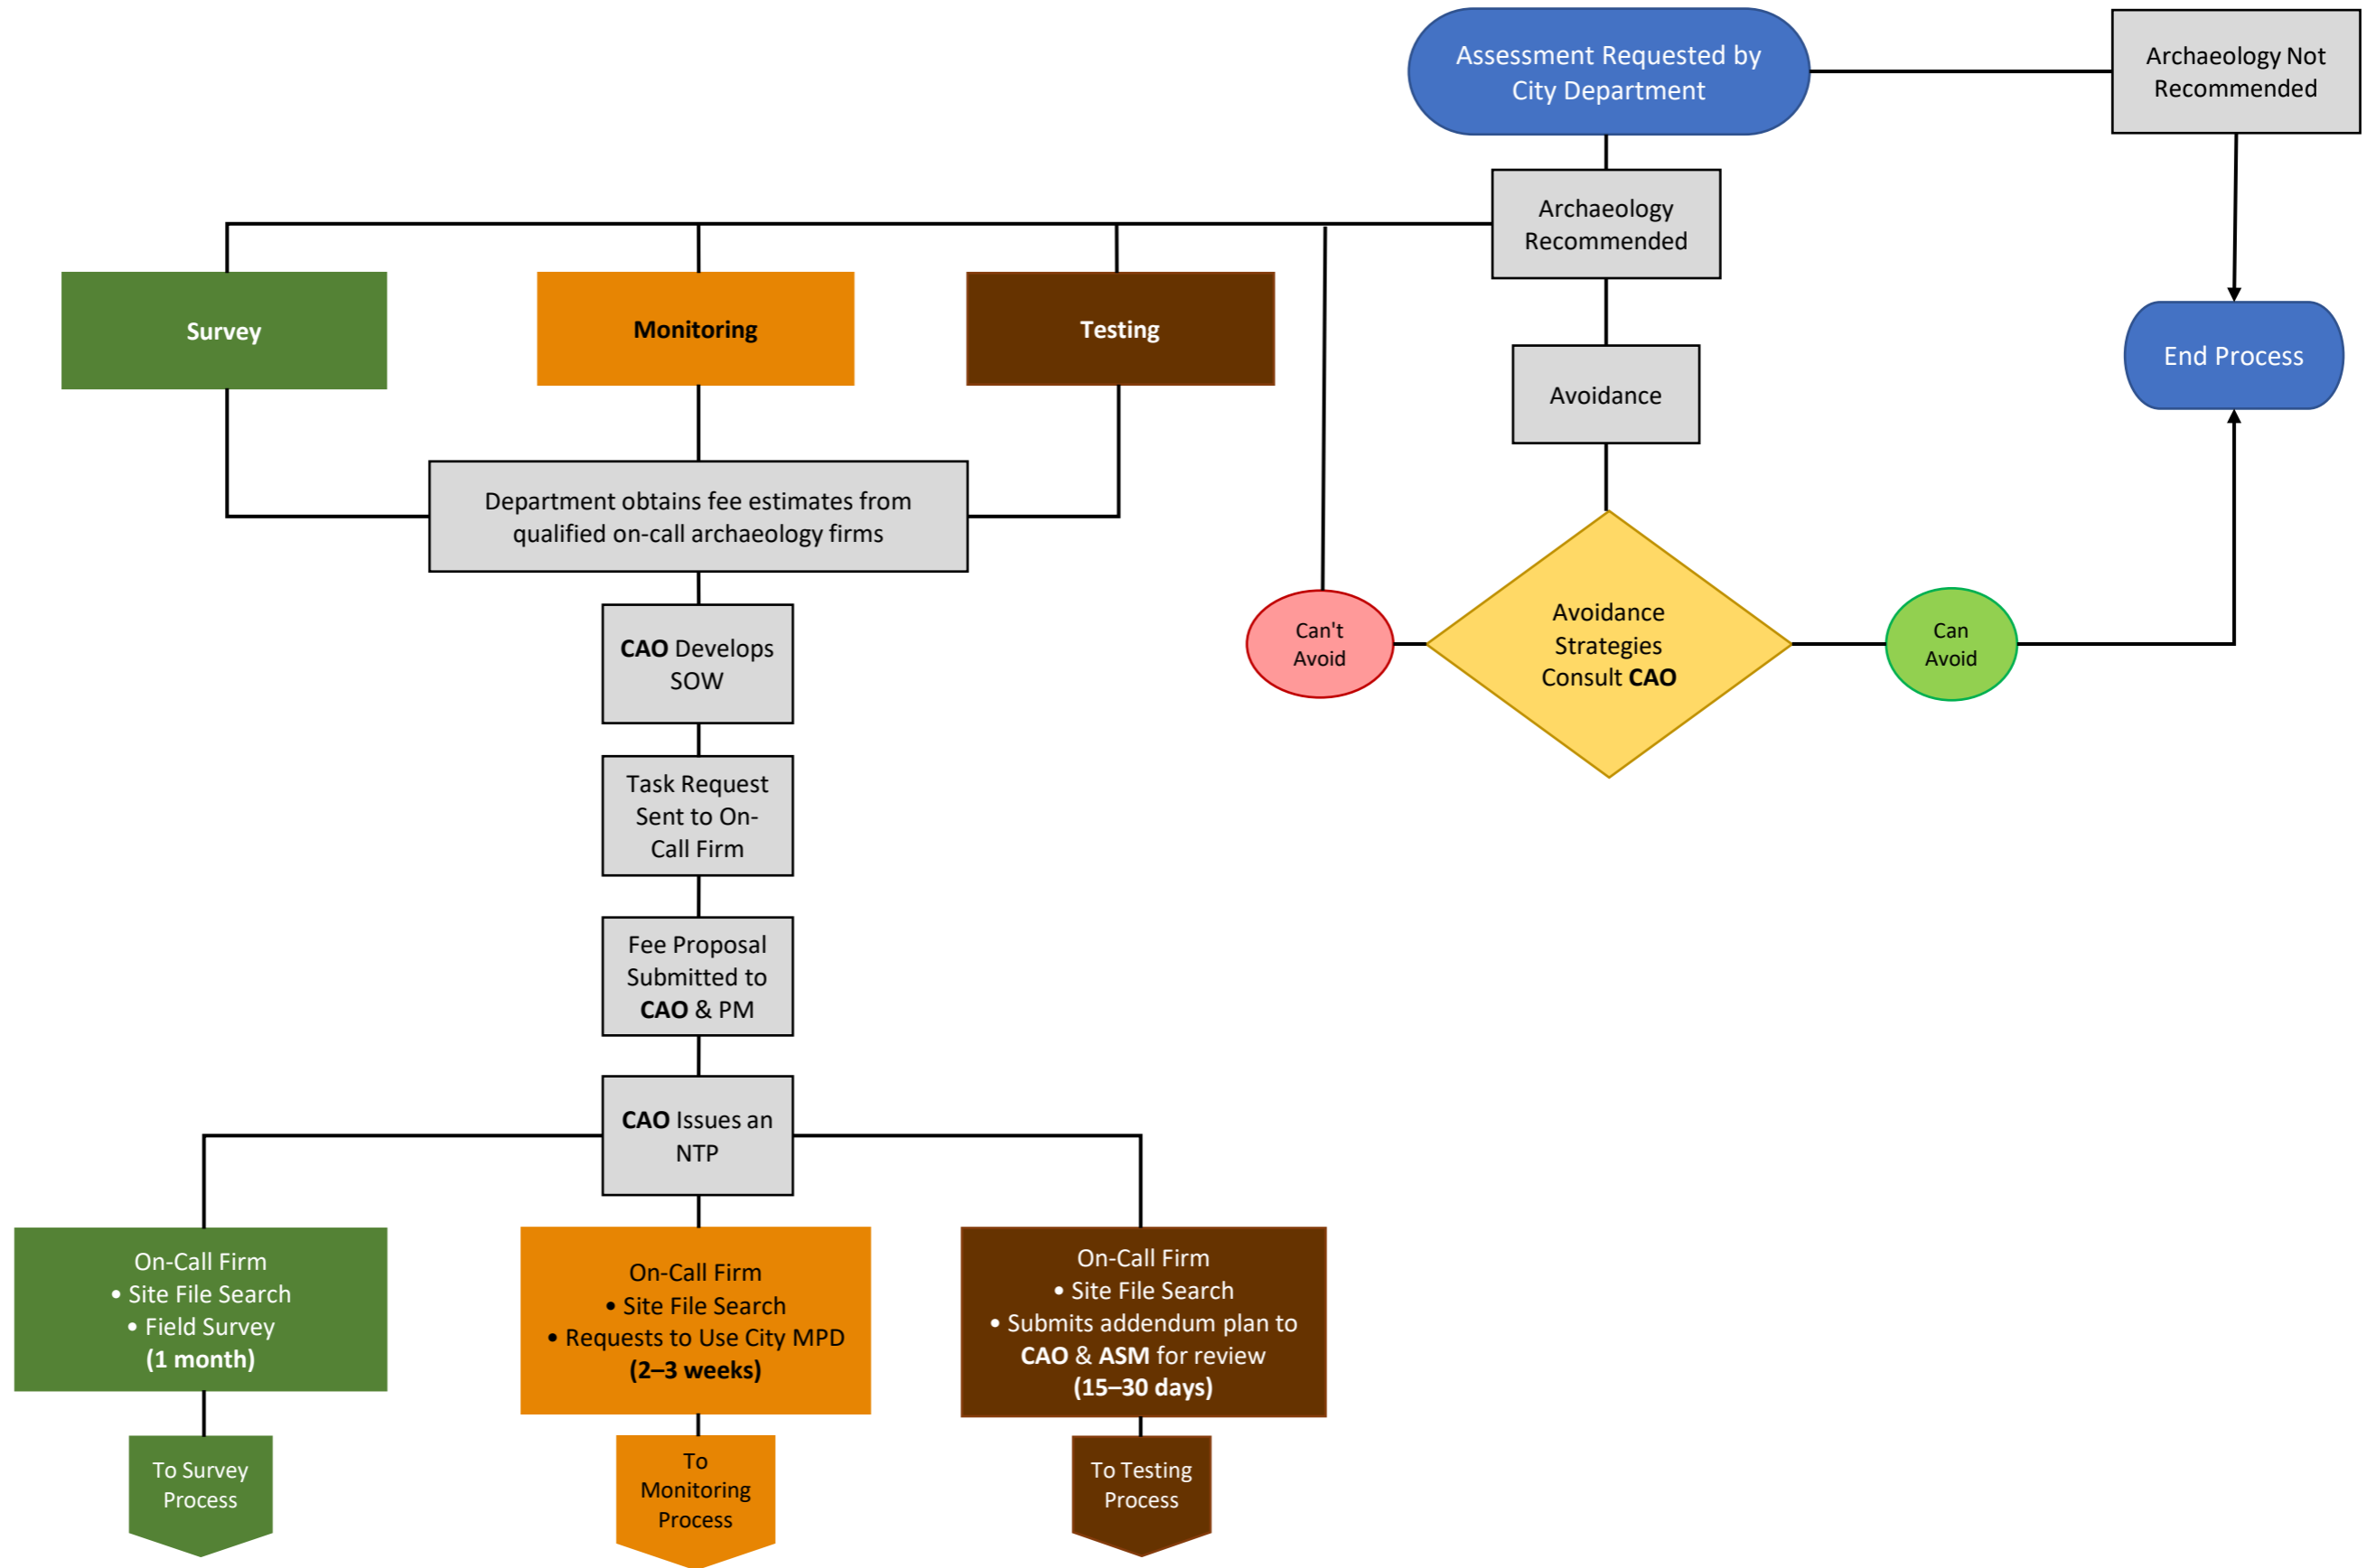 Assessment Requested by
City Department
Archaeology Not
Recommended
Archaeology
Recommended
Survey
Monitoring
Testing
Avoidance
End Process
Department obtains fee estimates from
qualified on-call archaeology firms
Can't
Avoid
Avoidance
Strategies
Consult CAO
Can
Avoid
CAO Develops
SOW
Task Request
Sent to On-
Call Firm
Fee Proposal
Submitted to
CAO & PM
CAO Issues an
NTP
On-Call Firm
• Site File Search
• Field Survey
(1 month)
On-Call Firm
• Site File Search
• Requests to Use City MPD
(2–3 weeks)
On-Call Firm
• Site File Search
• Submits addendum plan to
CAO & ASM for review
(15–30 days)
To Survey
Process
To
Monitoring
Process
To Testing
Process